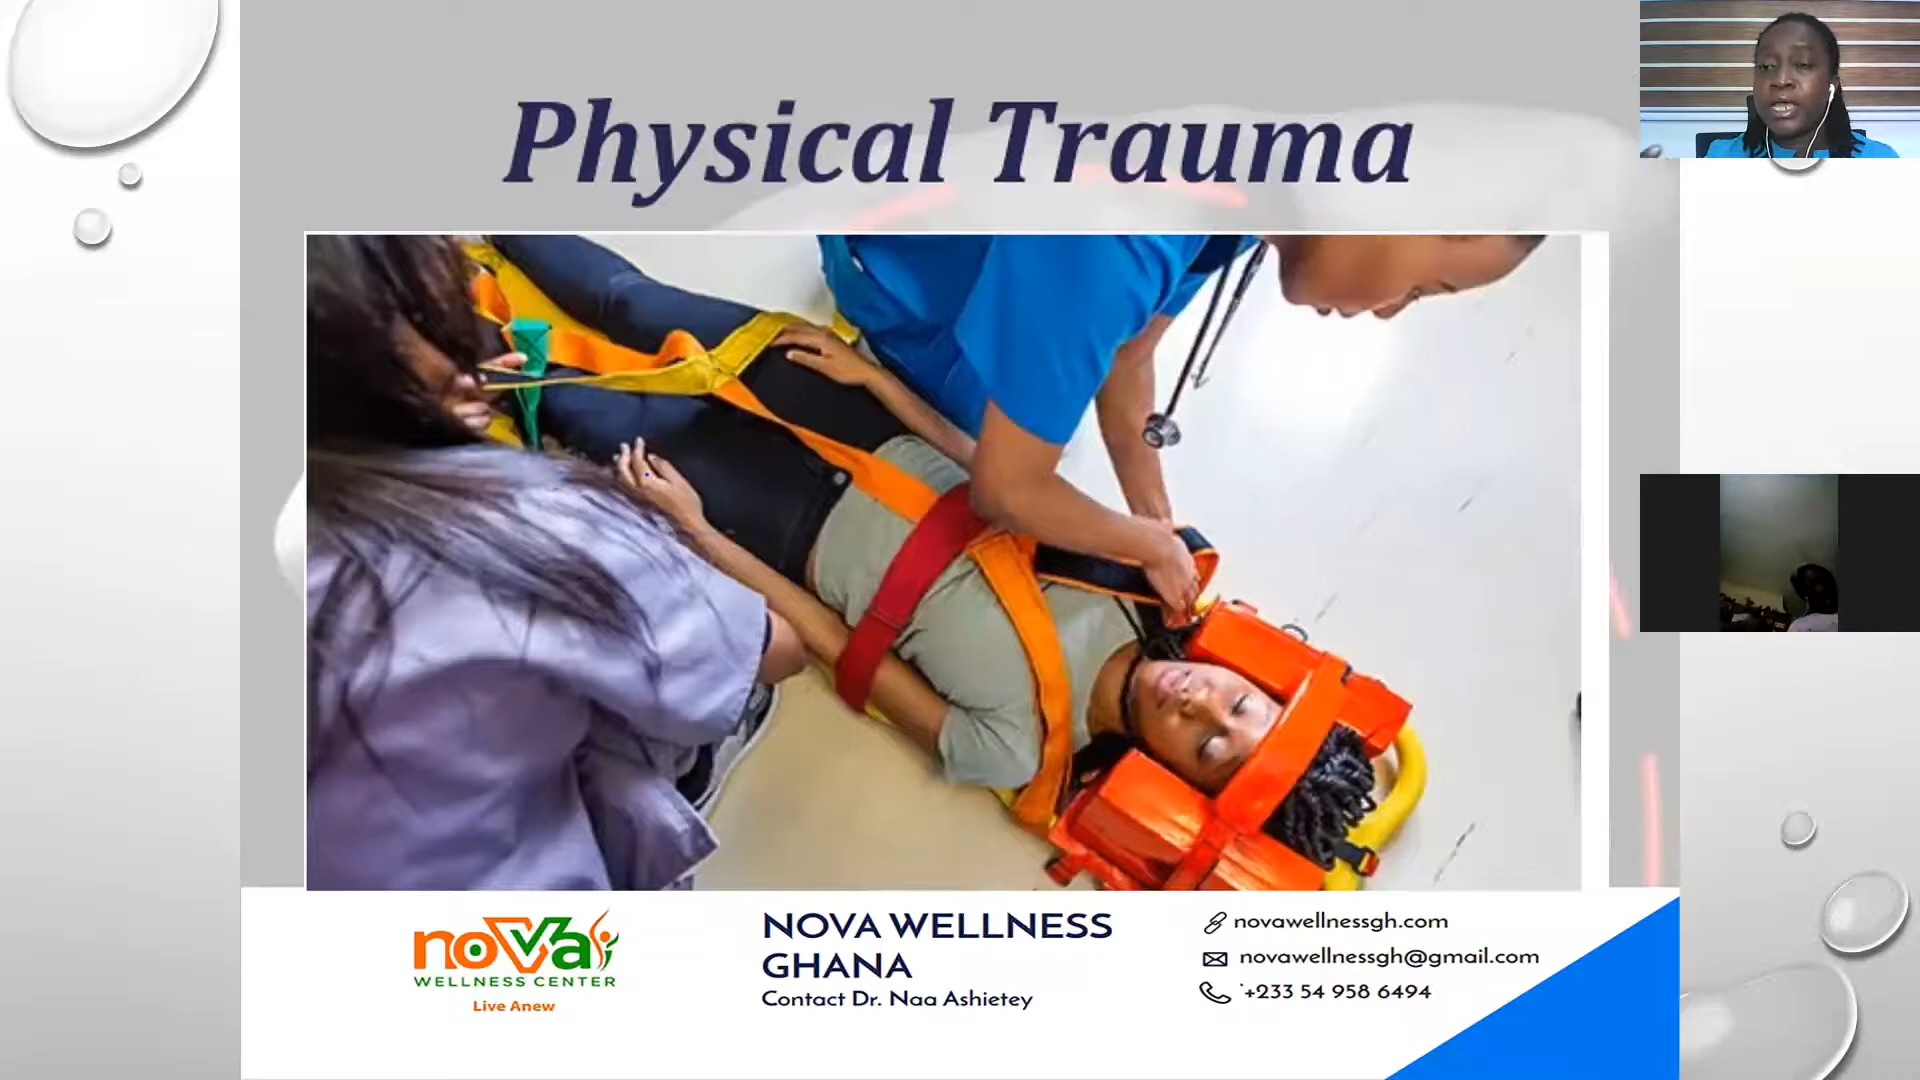 Physical Trauma
nova
WELLNESS CENTER
Live Anew
NOVA WELLNESS
GHANA
Contact Dr. Naa Ashietey
novawellnessgh.com
novawellnessgh@gmail.com
`+233 54 958 6494